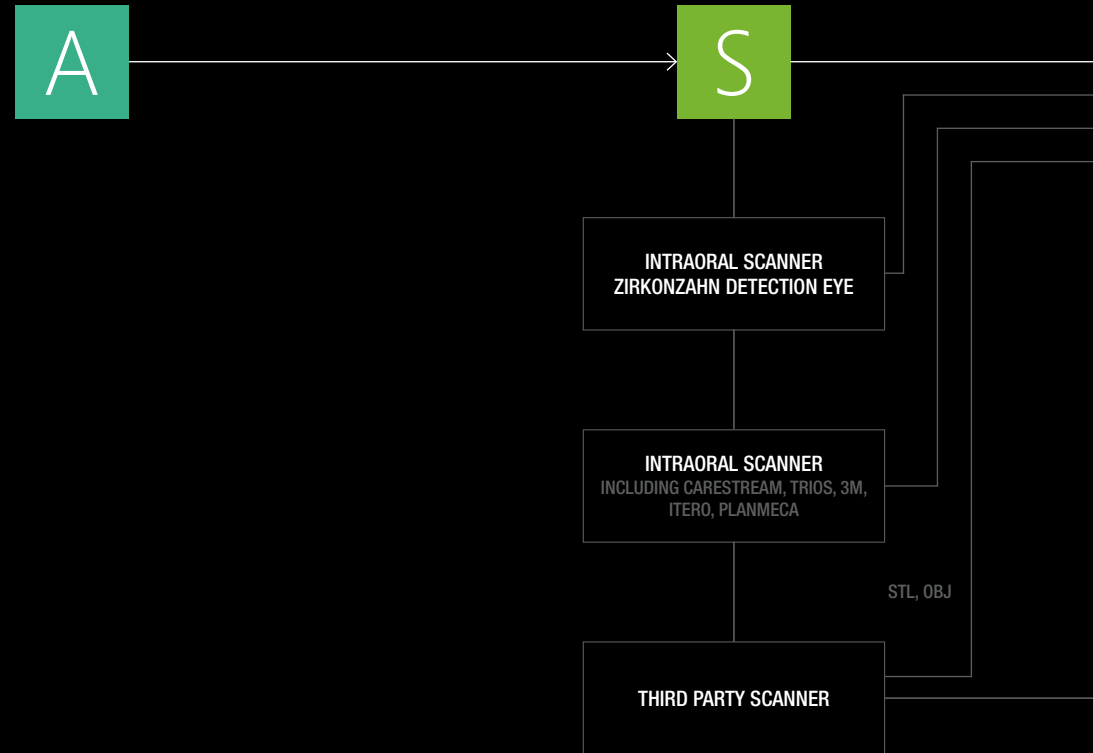 A
S
INTRAORAL SCANNER
ZIRKONZAHN DETECTION EYE
INTRAORAL SCANNER
INCLUDING CARESTREAM, TRIOS, 3M,
ITERO, PLANMECA
STL, OBJ
THIRD PARTY SCANNER